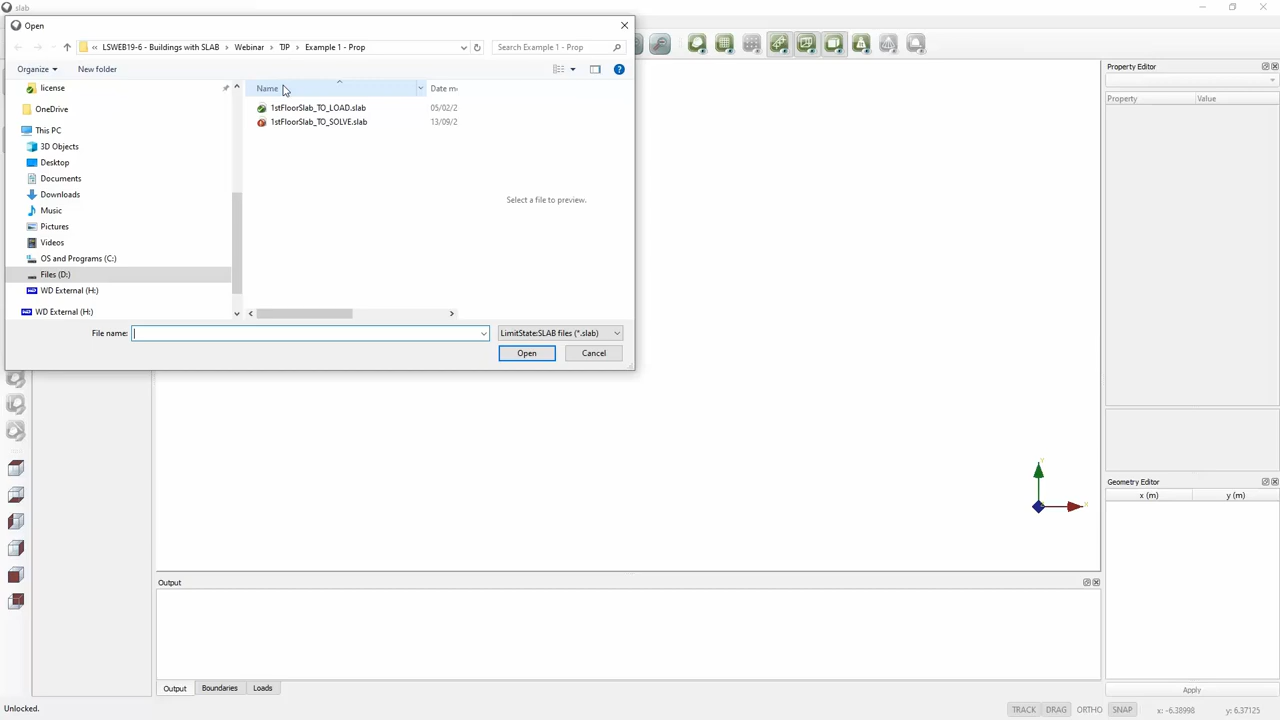 slab
Open
« LSWEB19-6 - Buildings with SLAB › Webinar › TJP › Example 1 - Prop
Search Example 1 - Prop
Organize
New folder
license
OneDrive
This PC
3D Objects
Desktop
Documents
Downloads
Music
Pictures
Videos
OS and Programs (C:)
Files (D:)
WD External (H:)
WD External (H:)
Name
Date m
1stFloorSlab_TO_LOAD.slab
05/02/2
1stFloorSlab_TO_SOLVE.slab
13/09/2
Select a file to preview.
File name:
LimitState:SLAB files (*.slab)
Open
Cancel
Property Editor
Property
Value
Geometry Editor
x (m)
y (m)
Apply
Output
Output
Boundaries
Loads
Unlocked.
TRACK
DRAG
ORTHO
SNAP
x: -6.38998
y: 6.37125